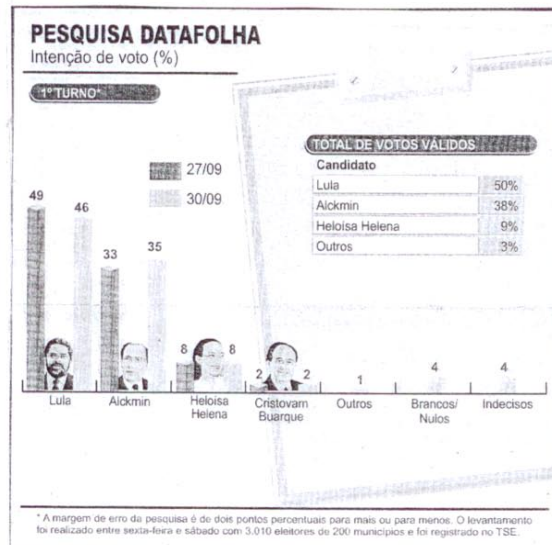 PESQUISA DATAFOLHA
Intenção de voto (%)
1º TURNO*
27/09
30/09
TOTAL DE VOTOS VÁLIDOS
Candidato
Lula 50%
Alckmin 38%
Heloísa Helena 9%
Outros 3%
49 46
33 35
8 8
2 2
1
4
4
Lula Alckmin Heloísa Helena Cristovam Buarque Outros Brancos/ Nulos Indecisos
* A margem de erro da pesquisa é de dois pontos percentuais para mais ou para menos. O levantamento
foi realizado entre sexta-feira e sábado com 3.010 eleitores de 200 municípios e foi registrado no TSE.